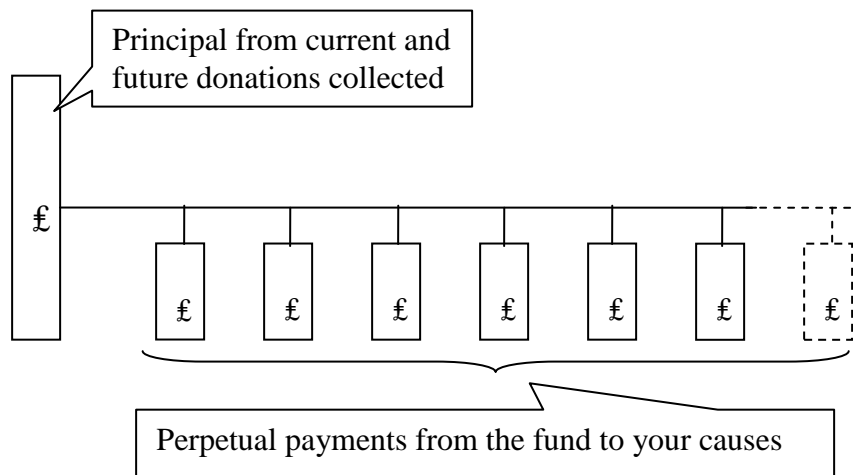 Principal from current and
future donations collected
₤
₤ ₤ ₤ ₤ ₤ ₤ ₤
Perpetual payments from the fund to your causes